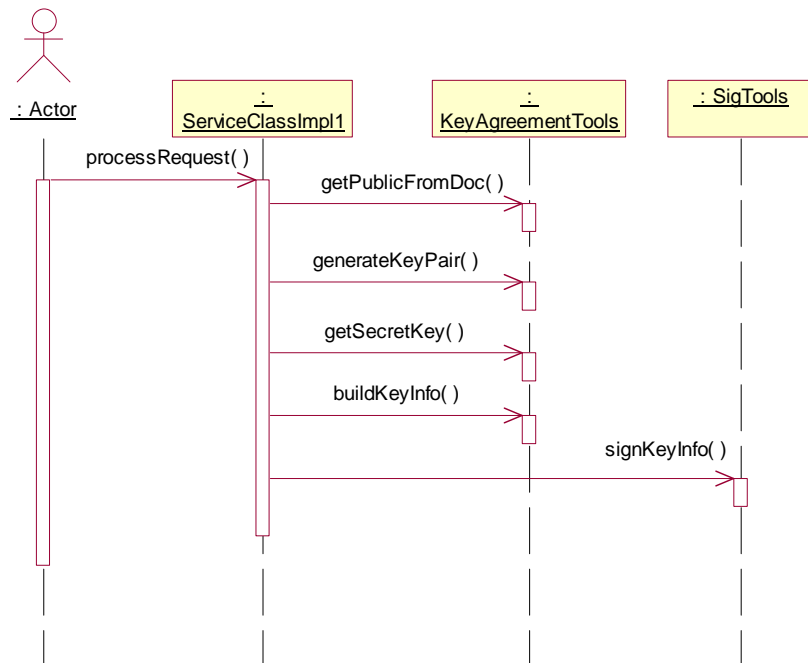 : Actor
:
ServiceClassImpl1
:
KeyAgreementTools
: SigTools
processRequest( )
getPublicFromDoc( )
generateKeyPair( )
getSecretKey( )
buildKeyInfo( )
signKeyInfo( )